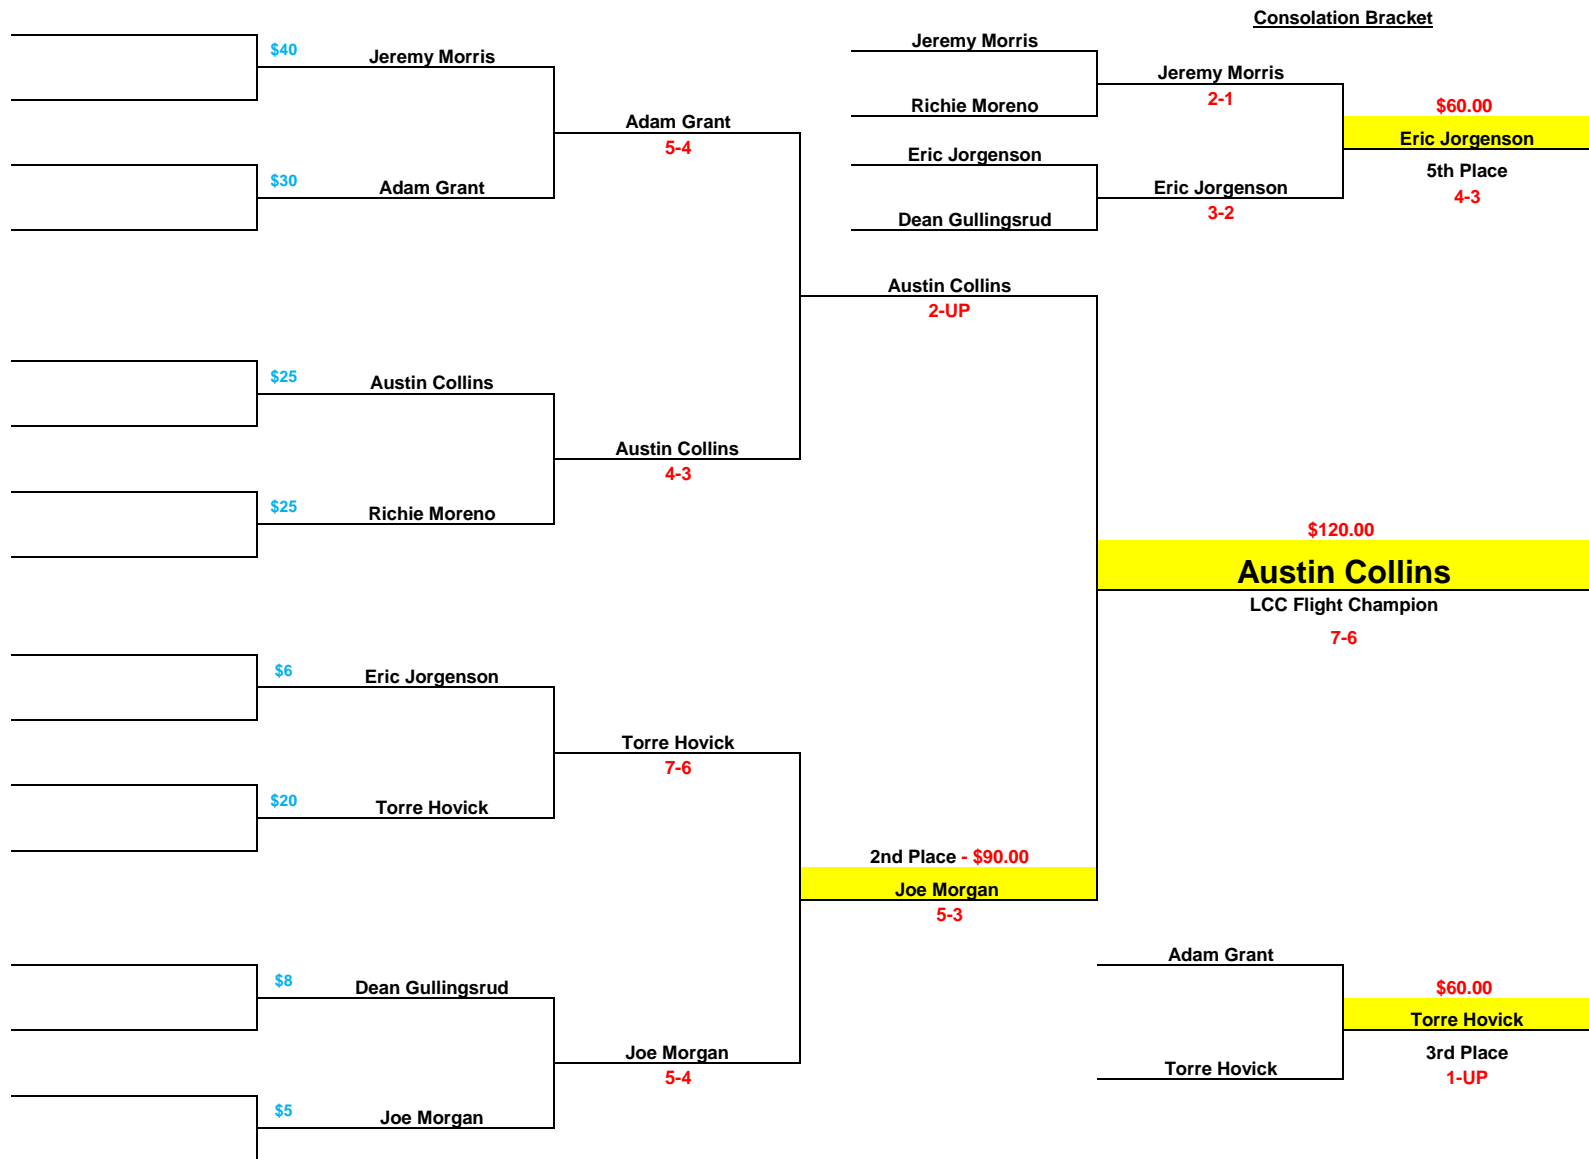 Consolation Bracket
$40
Jeremy Morris
Jeremy Morris
Jeremy Morris
2-1
Richie Moreno
$60.00
Adam Grant
5-4
Eric Jorgenson
Eric Jorgenson
5th Place
4-3
$30
Adam Grant
Eric Jorgenson
3-2
Dean Gullingsrud
Austin Collins
2-UP
$25
Austin Collins
Austin Collins
4-3
$25
Richie Moreno
$120.00
Austin Collins
LCC Flight Champion
7-6
$6
Eric Jorgenson
Torre Hovick
7-6
$20
Torre Hovick
2nd Place - $90.00
Joe Morgan
5-3
Adam Grant
$8
Dean Gullingsrud
$60.00
Torre Hovick
3rd Place
1-UP
Joe Morgan
5-4
Torre Hovick
$5
Joe Morgan